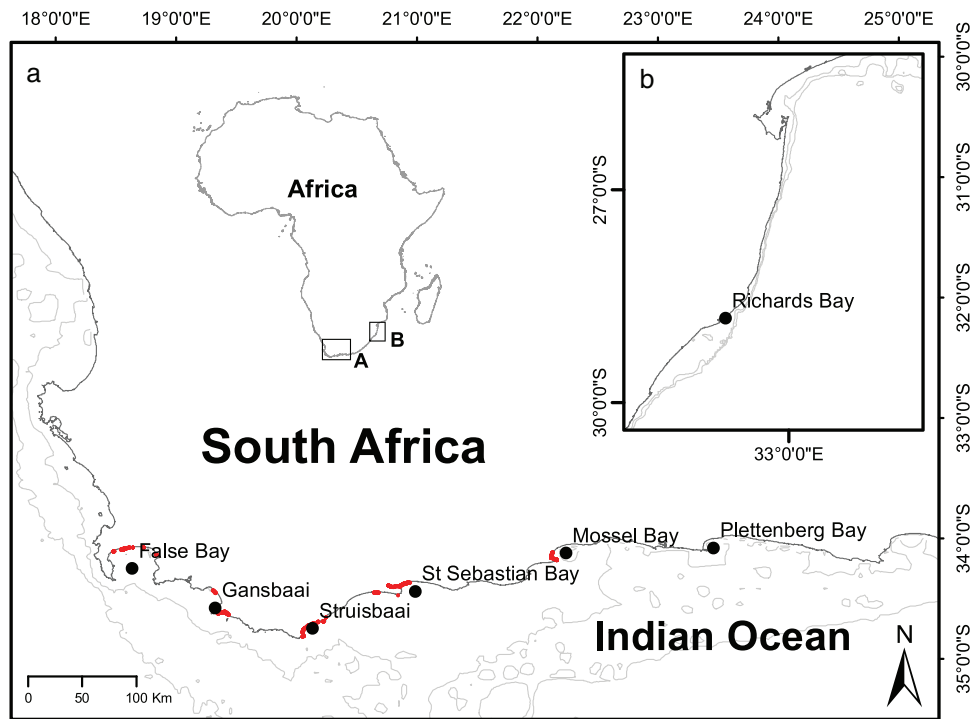 18°0'0"E 19°0'0"E 20°0'0"E 21°0'0"E 22°0'0"E 23°0'0"E 24°0'0"E 25°0'0"E
a
b
30°0'0"S
31°0'0"S
32°0'0"S
33°0'0"S
34°0'0"S
35°0'0"S
Africa
A
B
27°0'0"S
30°0'0"S
Richards Bay
33°0'0"E
South Africa
False Bay
Gansbaai
Struisbaai
St Sebastian Bay
Mossel Bay
Plettenberg Bay
Indian Ocean
N
0 50 100 Km